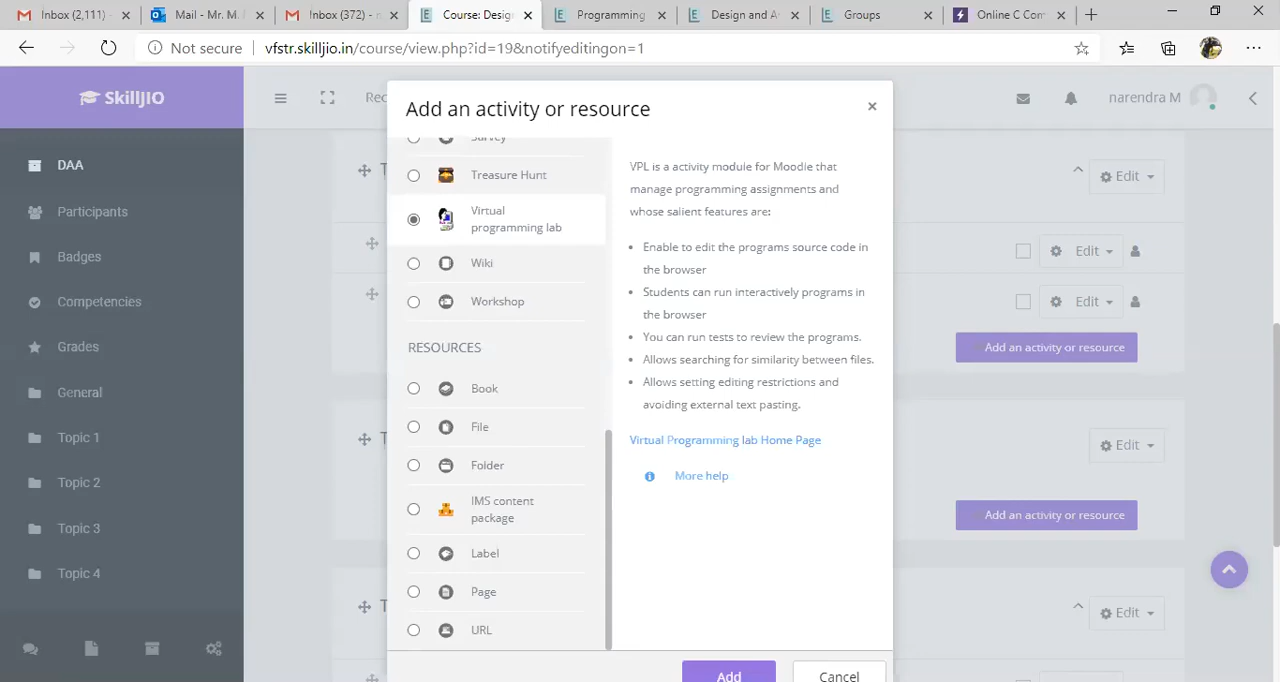 Inbox (2,111)
Mail - Mr. M.
Inbox (372) -
Course: Desig
Programming
Design and A
Groups
Online C Con
Not secure
vfstr.skilljio.in/course/view.php?id=19&notifyeditingon=1
SkillJIO
Rec
narendra M
DAA
Participants
Badges
Competencies
Grades
General
Topic 1
Topic 2
Topic 3
Topic 4
Add an activity or resource
Survey
Treasure Hunt
Virtual
programming lab
Wiki
Workshop
RESOURCES
Book
File
Folder
IMS content
package
Label
Page
URL
VPL is a activity module for Moodle that
manage programming assignments and
whose salient features are:
Enable to edit the programs source code in
the browser
Students can run interactively programs in
the browser
You can run tests to review the programs.
Allows searching for similarity between files.
Allows setting editing restrictions and
avoiding external text pasting.
Virtual Programming lab Home Page
More help
Add
Cancel
T
Edit
Edit
Edit
Add an activity or resource
T
Edit
Add an activity or resource
T
Edit